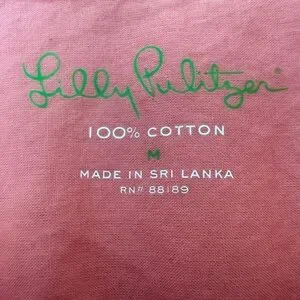 Lilly Pulitzer®
100% COTTON
M
MADE IN SRI LANKA
RN# 88189